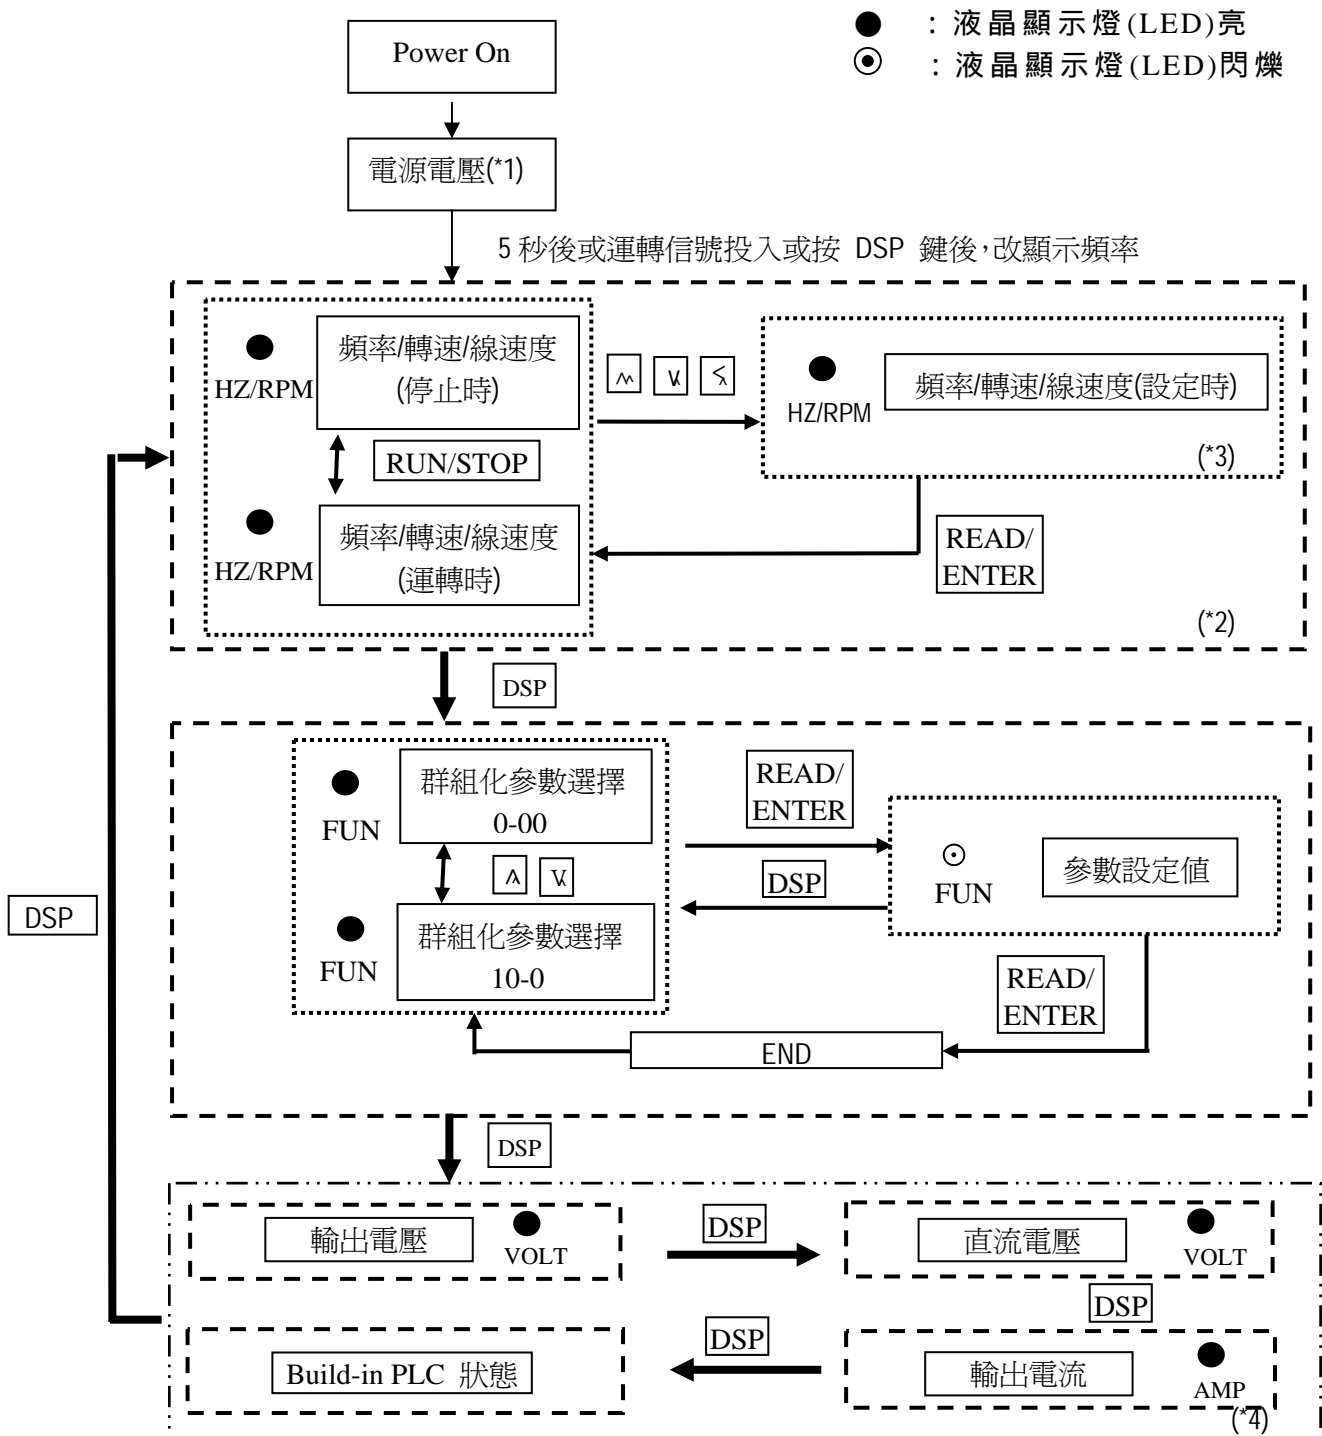 : 液晶顯示燈(LED)亮
: 液晶顯示燈(LED)閃爍
Power On
電源電壓(*1)
5 秒後或運轉信號投入或按 DSP 鍵後,改顯示頻率
HZ/RPM
頻率/轉速/線速度
(停止時)
∧ ∨ <
HZ/RPM
頻率/轉速/線速度(設定時)
(*3)
RUN/STOP
HZ/RPM
頻率/轉速/線速度
(運轉時)
READ/
ENTER
(*2)
DSP
FUN
群組化參數選擇
0-00
∧ ∨
FUN
群組化參數選擇
10-0
READ/
ENTER
DSP
FUN
參數設定值
READ/
ENTER
END
DSP
DSP
輸出電壓
VOLT
DSP
直流電壓
VOLT
DSP
Build-in PLC 狀態
DSP
輸出電流
AMP
(*4)